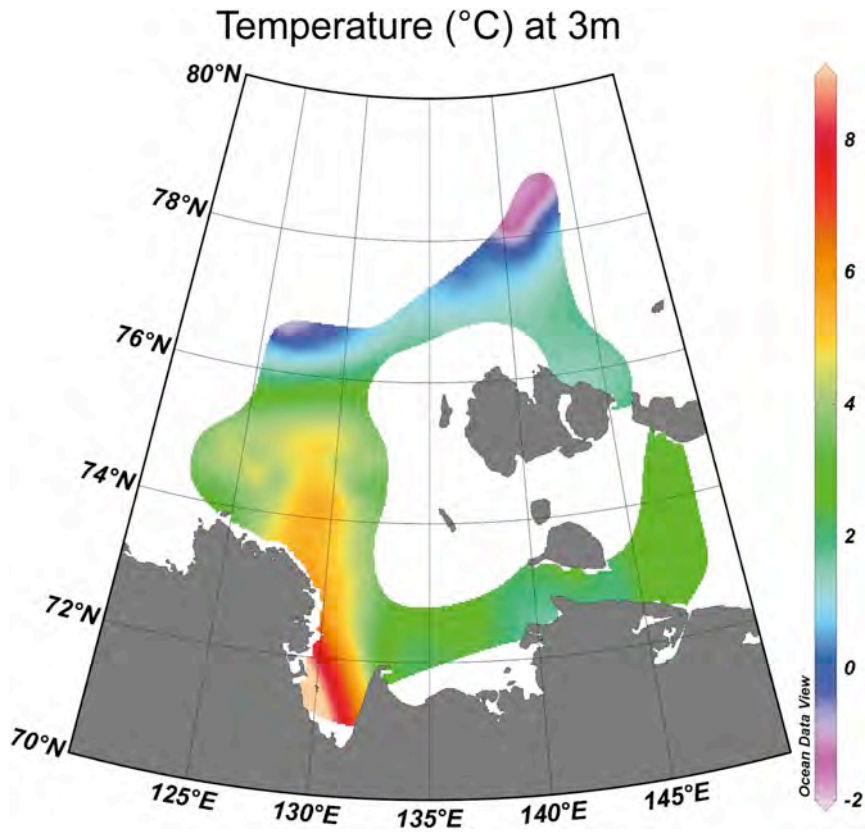 Temperature (°C) at 3m
80°N
78°N
76°N
74°N
72°N
70°N
125°E
130°E
135°E
140°E
145°E
8
6
4
2
0
-2
Ocean Data View